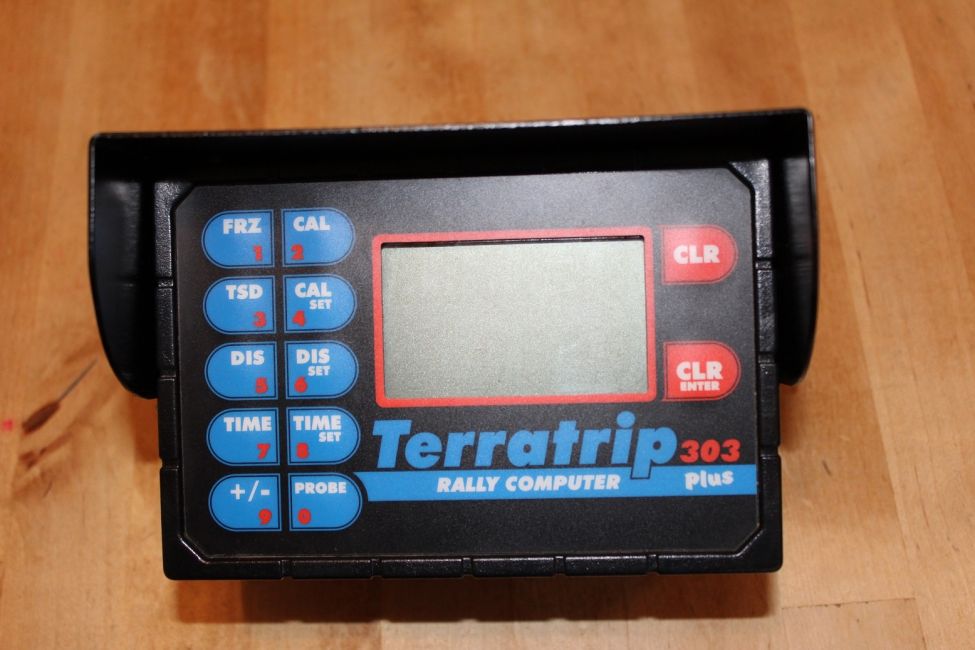 FRZ 1 CAL 2
TSD 3 CAL SET 4
DIS 5 DIS SET 6
TIME 7 TIME SET 8
+/- 9 PROBE 0
CLR
CLR
ENTER
Terratrip 303
RALLY COMPUTER plus